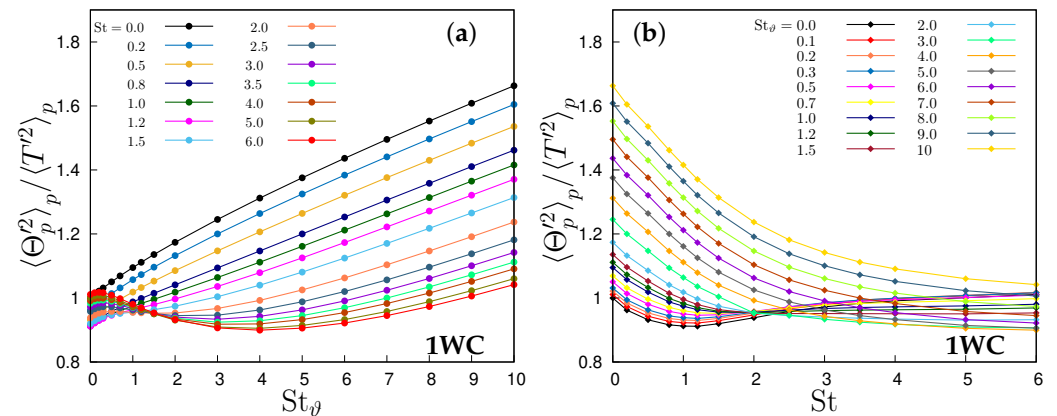 (a)
St = 0.0 2.0
0.2 2.5
0.5 3.0
0.8 3.5
1.0 4.0
1.2 5.0
1.5 6.0
1.8
1.6
1.4
1.2
1
0.8
⟨Θ′²p⟩p/⟨T′²⟩p
1WC
0 1 2 3 4 5 6 7 8 9 10
Stϑ
(b)
Stϑ = 0.0 2.0
0.1 3.0
0.2 4.0
0.3 5.0
0.5 6.0
0.7 7.0
1.0 8.0
1.2 9.0
1.5 10
1.8
1.6
1.4
1.2
1
0.8
⟨Θ′²p⟩p/⟨T′²⟩p
1WC
0 1 2 3 4 5 6
St